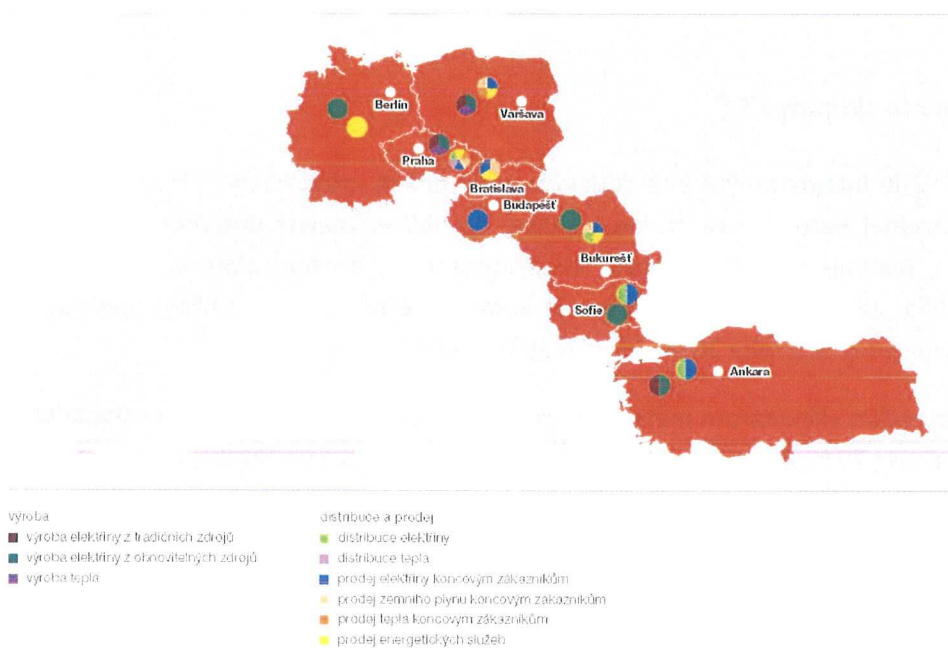 Berlín
Varšava
Praha
Bratislava
Budapešť
Bukurešť
Sofie
Ankara
výroba
výroba elektřiny z tradičních zdrojů
výroba elektřiny z obnovitelných zdrojů
výroba tepla
distribuce a prodej
distribuce elektřiny
distribuce tepla
prodej elektřiny koncovým zákazníkům
prodej zemního plynu koncovým zákazníkům
prodej tepla koncovým zákazníkům
prodej energetických služeb